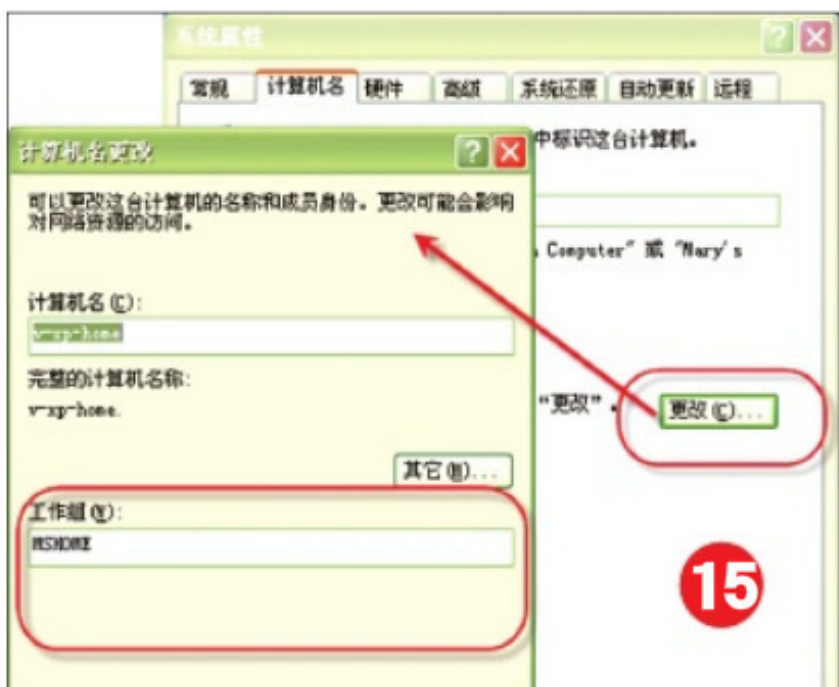 系统属性
常规 计算机名 硬件 高级 系统还原 自动更新 远程
中标识这台计算机。
Computer" 或 "Mary's
"更改"。
更改(C)...
计算机名更改
可以更改这台计算机的名称和成员身份。更改可能会影响
对网络资源的访问。
计算机名(C):
v-xp-home
完整的计算机名称:
v-xp-home.
其它(M)...
工作组(W):
MSHOME
15